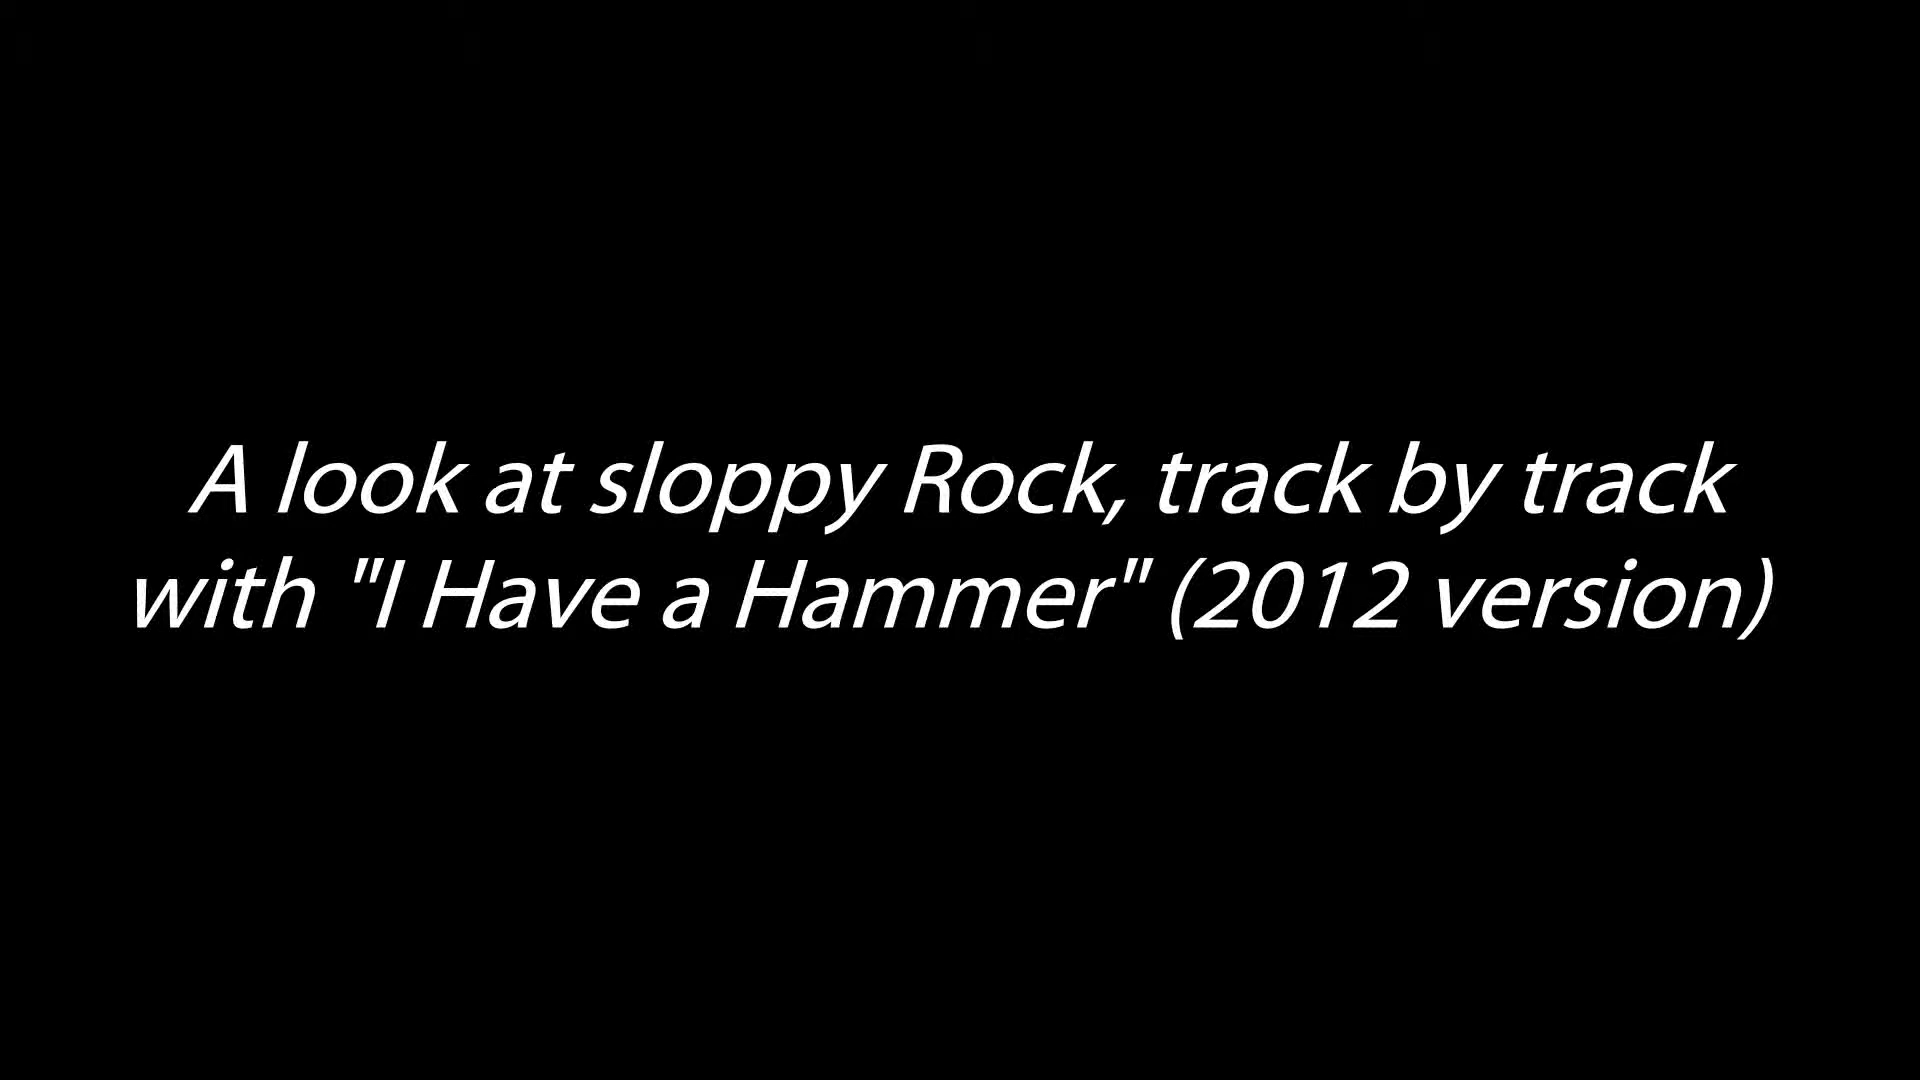 A look at sloppy Rock, track by track
with "I Have a Hammer" (2012 version)